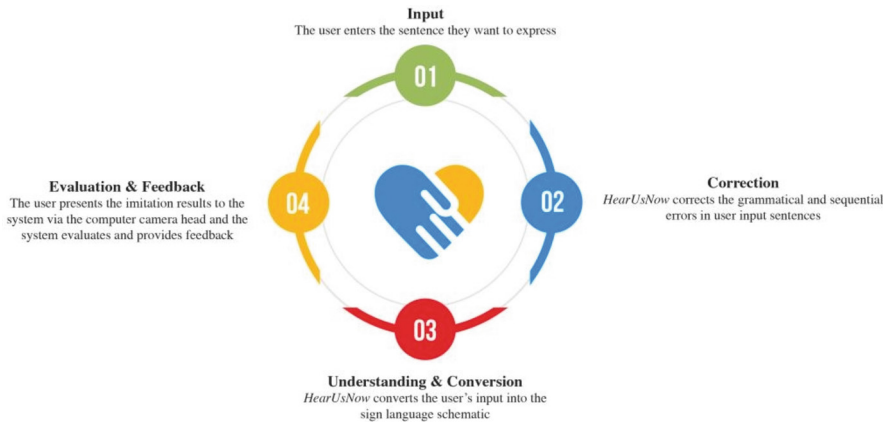 Input
The user enters the sentence they want to express
01
Evaluation & Feedback
The user presents the imitation results to the
system via the computer camera head and the
system evaluates and provides feedback
04
02
Correction
HearUsNow corrects the grammatical and sequential
errors in user input sentences
03
Understanding & Conversion
HearUsNow converts the user's input into the
sign language schematic